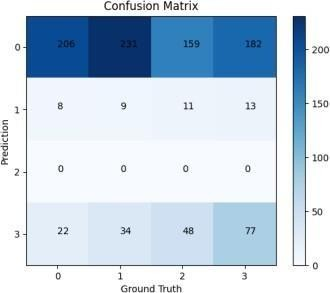 Confusion Matrix
0 206 231 159 182
1 8 9 11 13
2 0 0 0 0
3 22 34 48 77
0 1 2 3
Prediction
Ground Truth
200
150
100
50
0